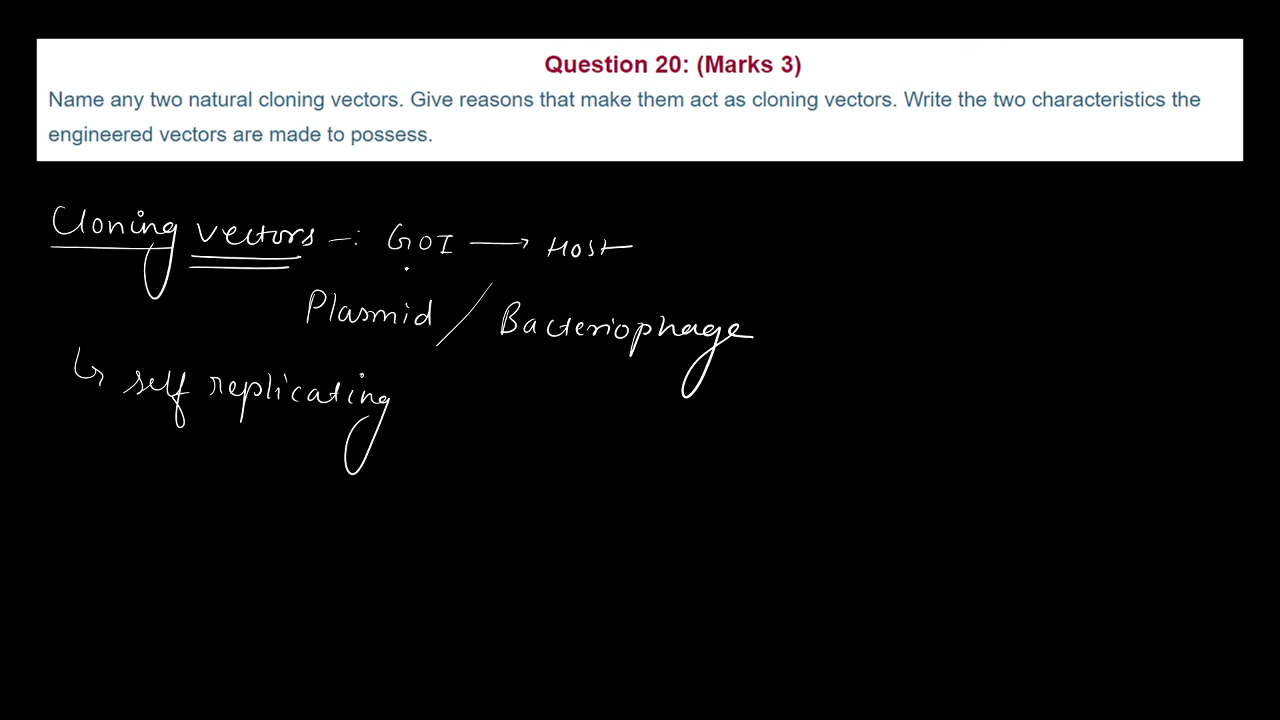 Question 20: (Marks 3)
Name any two natural cloning vectors. Give reasons that make them act as cloning vectors. Write the two characteristics the
engineered vectors are made to possess.
Cloning vectors -: GOI → Host
Plasmid / Bacteriophage
↳ self replicating